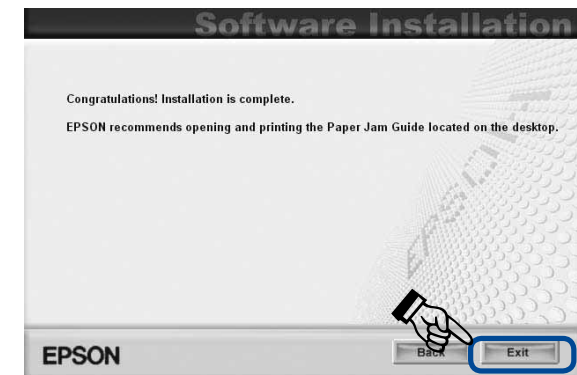 Software Installation
Congratulations! Installation is complete.
EPSON recommends opening and printing the Paper Jam Guide located on the desktop.
EPSON
EPSON
Back
Exit